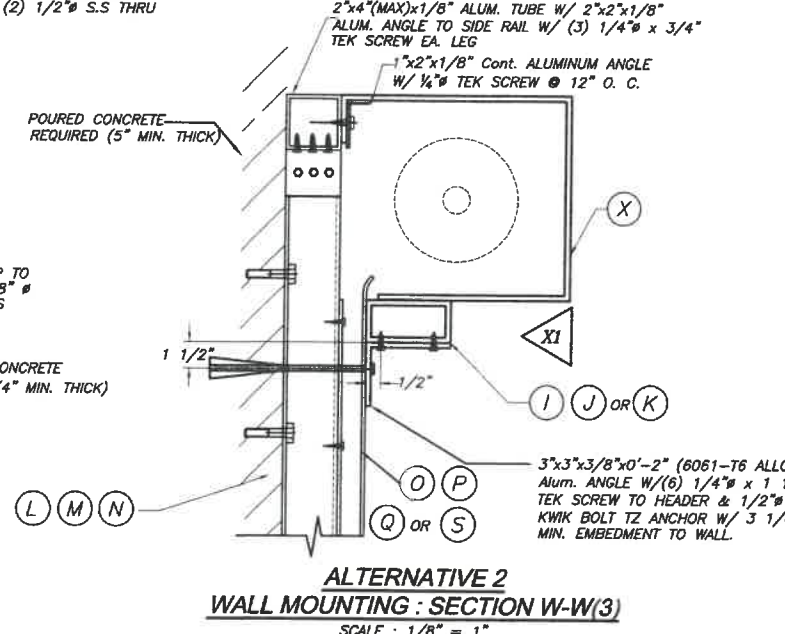 (2) 1/2"ø S.S THRU
2"x4"(MAX)x1/8" ALUM. TUBE W/ 2"x2"x1/8"
ALUM. ANGLE TO SIDE RAIL W/ (3) 1/4"ø x 3/4"
TEK SCREW EA. LEG
1"x2"x1/8" Cont. ALUMINUM ANGLE
W/ ¼"ø TEK SCREW @ 12" O. C.
POURED CONCRETE
REQUIRED (5" MIN. THICK)
X
TO
8" ø
X1
1 1/2"
1/2"
ONCRETE
4" MIN. THICK)
I J OR K
3"x3"x3/8"x0'-2" (6061-T6 ALLO
Alum. ANGLE W/(6) 1/4"ø x 1 1
TEK SCREW TO HEADER & 1/2"ø
KWIK BOLT TZ ANCHOR W/ 3 1/
MIN. EMBEDMENT TO WALL.
O P
Q OR S
L M N
ALTERNATIVE 2
WALL MOUNTING : SECTION W-W(3)
SCALE : 1/8" = 1"